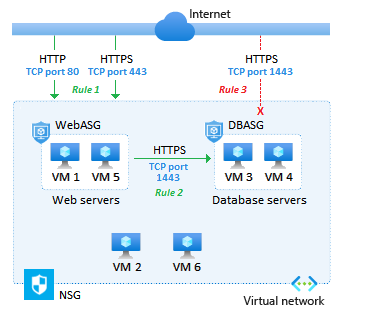 Internet
HTTP
TCP port 80
HTTPS
TCP port 443
HTTPS
TCP port 1443
Rule 1
Rule 3
X
WebASG
DBASG
VM 1
VM 5
HTTPS
TCP port
1443
Rule 2
VM 3
VM 4
Web servers
Database servers
VM 2
VM 6
NSG
Virtual network